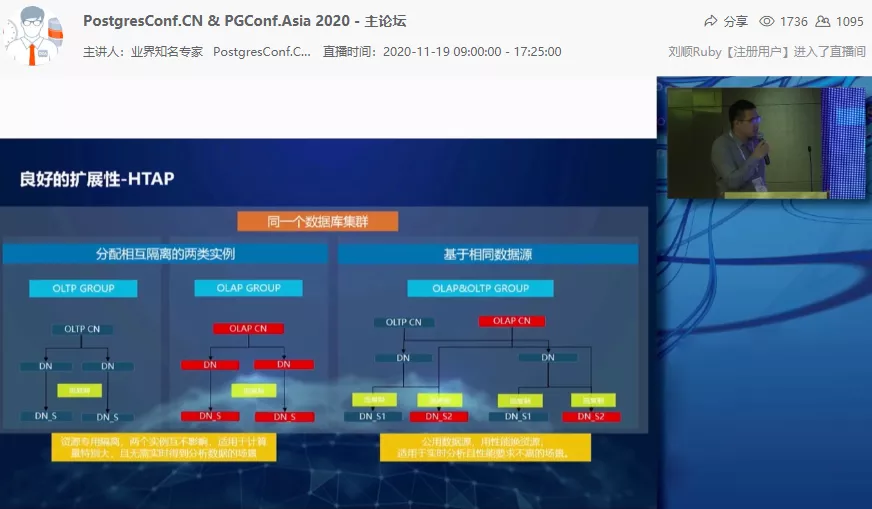 PostgresConf.CN & PGConf.Asia 2020 - 主论坛
分享 1736 1095
主讲人： 业界知名专家 PostgresConf.C... 直播时间：2020-11-19 09:00:00 - 17:25:00
刘顺Ruby【注册用户】进入了直播间
良好的扩展性-HTAP
同一个数据库集群
分配相互隔离的两类实例
基于相同数据源
OLTP GROUP
OLAP GROUP
OLAP&OLTP GROUP
OLTP CN
OLAP CN
OLTP CN
OLAP CN
DN
DN
DN
DN
DN
DN
DN_S
DN_S
DN_S
DN_S
DN_S1
DN_S2
DN_S1
DN_S2
资源专用隔离，两个实例互不影响，适用于计算
量特别大，且无需实时得到分析数据的场景
公用数据源，用性能换资源，
适用于实时分析且性能要求不高的场景。